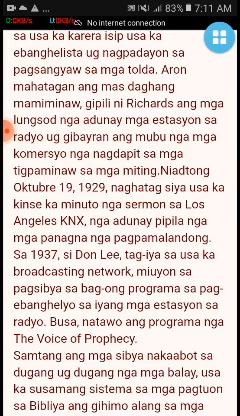 83% 7:11 AM
O:0KB/s U:0KB/s No internet connection
sa usa ka karera isip usa ka
ebanghelista ug nagpadayon sa
pagsangyaw sa mga tolda. Aron
mahatagan ang mas daghang
mamiminaw, gipili ni Richards ang mga
lungsod nga adunay mga estasyon sa
radyo ug gibayran ang mubu nga mga
komersyo nga nagdapit sa mga
tigpaminaw sa mga miting.Niadtong
Oktubre 19, 1929, naghatag siya usa ka
kinse ka minuto nga sermon sa Los
Angeles KNX, nga adunay pipila nga
mga panagna nga pagpamalandong.
Sa 1937, si Don Lee, tag-iya sa usa ka
broadcasting network, miuyon sa
pagsibya sa bag-ong programa sa pag-
ebanghelyo sa iyang mga estasyon sa
radyo. Busa, natawo ang programa nga
The Voice of Prophecy.
Samtang ang mga sibya nakaabot sa
dugang ug dugang nga mga balay, usa
ka susamang sistema sa mga pagtuon
sa Bibliya ang gihimo alang sa mga